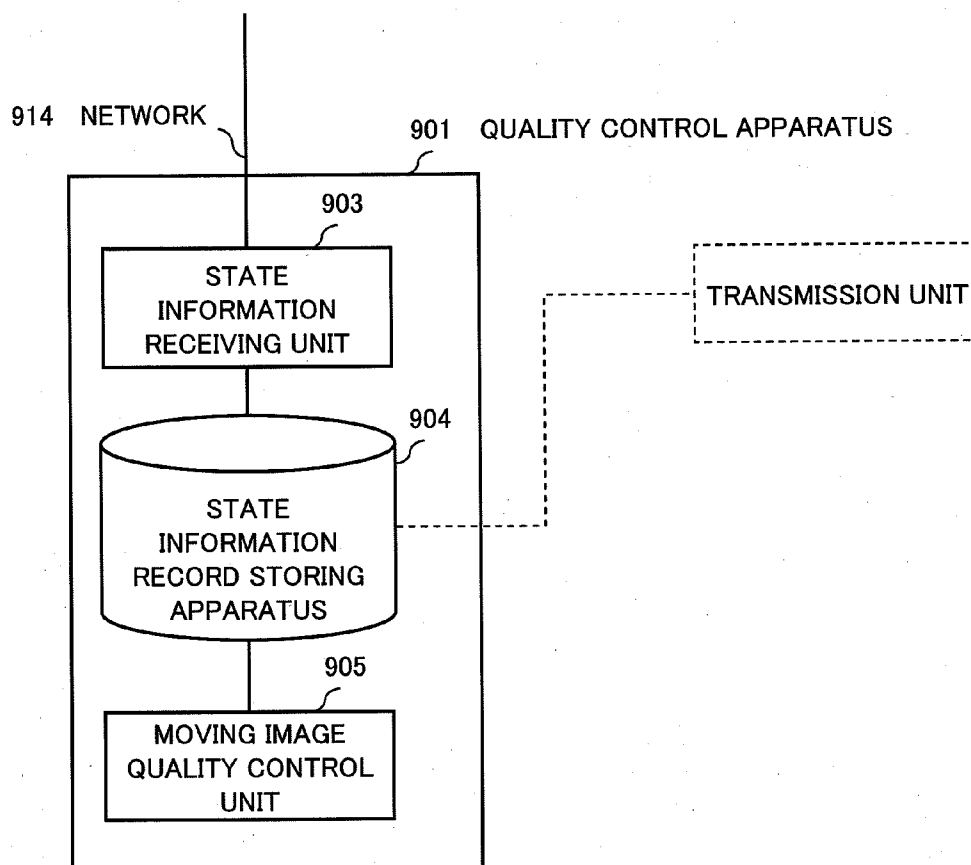 914 NETWORK
901 QUALITY CONTROL APPARATUS
903
STATE
INFORMATION
RECEIVING UNIT
TRANSMISSION UNIT
904
STATE
INFORMATION
RECORD STORING
APPARATUS
905
MOVING IMAGE
QUALITY CONTROL
UNIT